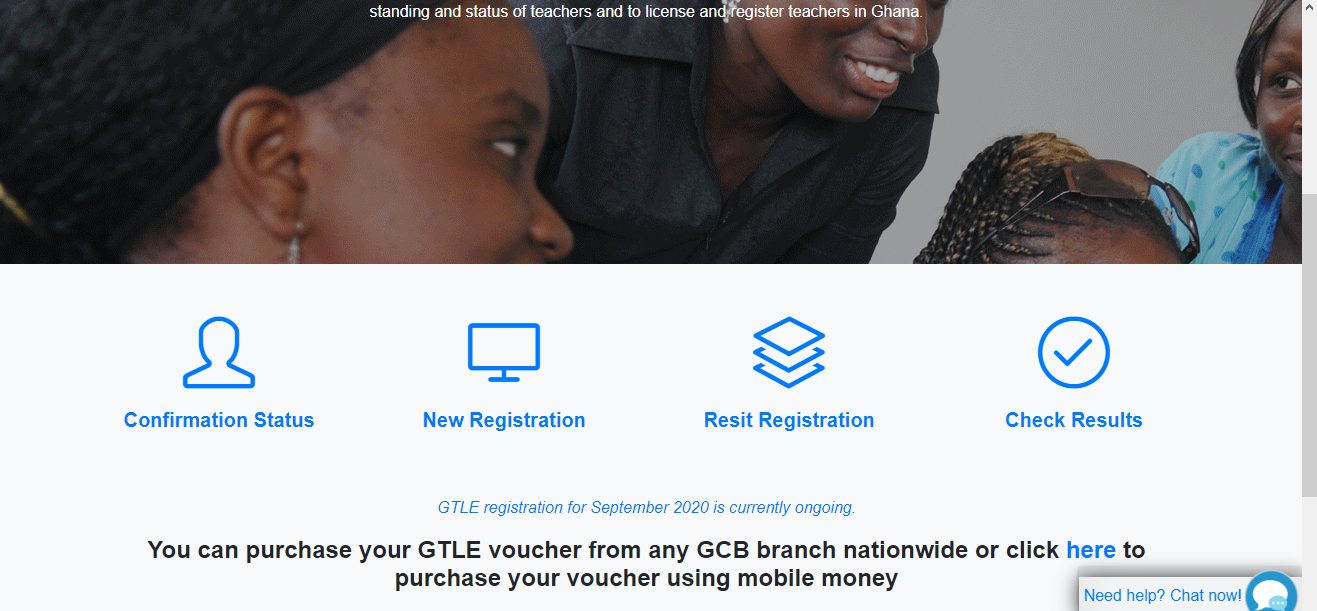 standing and status of teachers and to license and register teachers in Ghana.
Confirmation Status
New Registration
Resit Registration
Check Results
GTLE registration for September 2020 is currently ongoing.
You can purchase your GTLE voucher from any GCB branch nationwide or click here to
purchase your voucher using mobile money
Need help? Chat now!